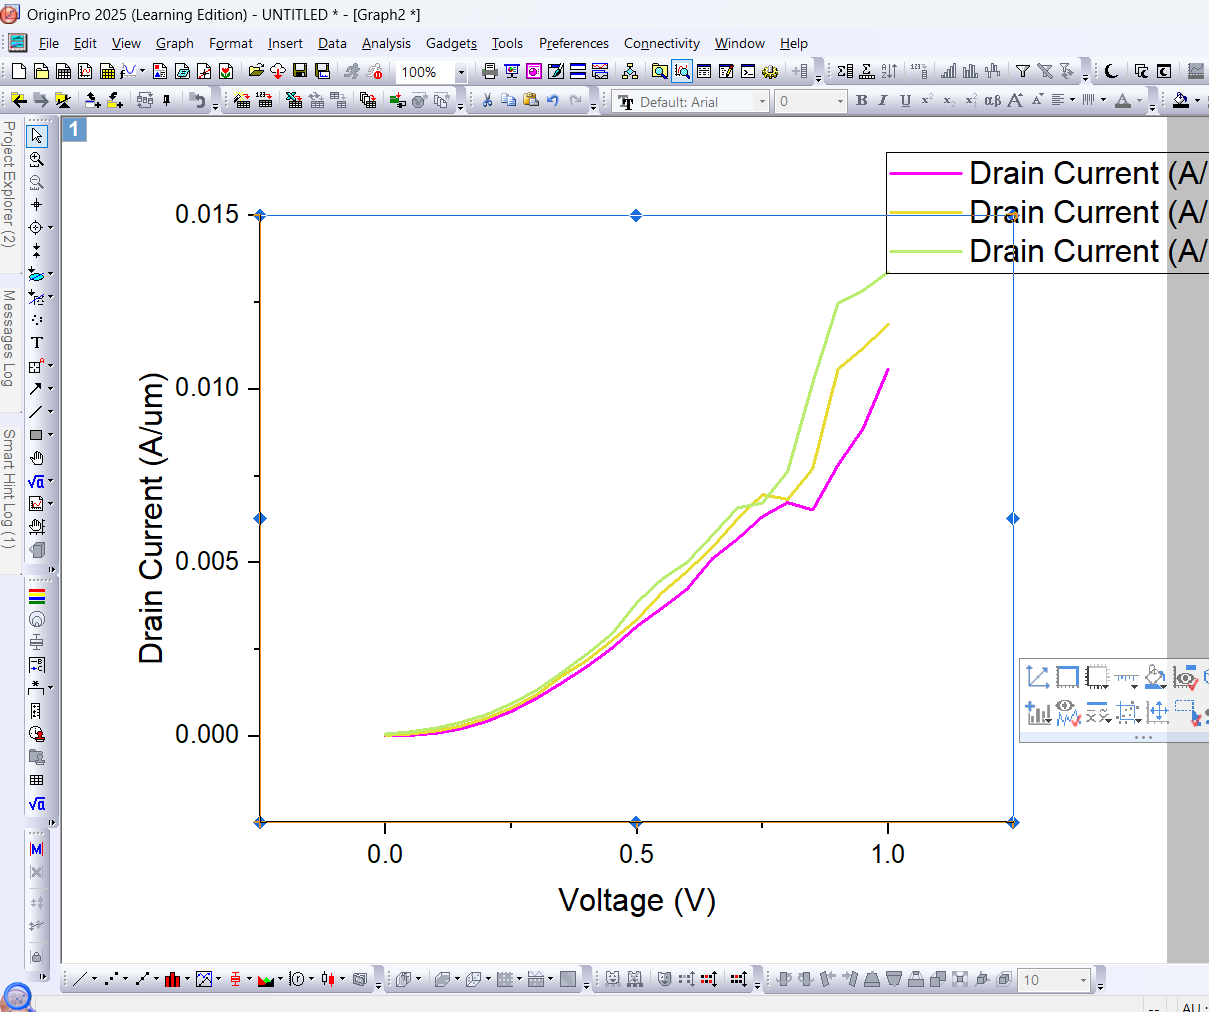 OriginPro 2025 (Learning Edition) - UNTITLED * - [Graph2 *]
File Edit View Graph Format Insert Data Analysis Gadgets Tools Preferences Connectivity Window Help
100%
Default: Arial 0 B I U
Project Explorer (2)
Messages Log
Smart Hint Log (1)
1
Drain Current (A/
Drain Current (A/
Drain Current (A/
0.015
0.010
0.005
0.000
Drain Current (A/um)
0.0 0.5 1.0
Voltage (V)
10
-- AU :